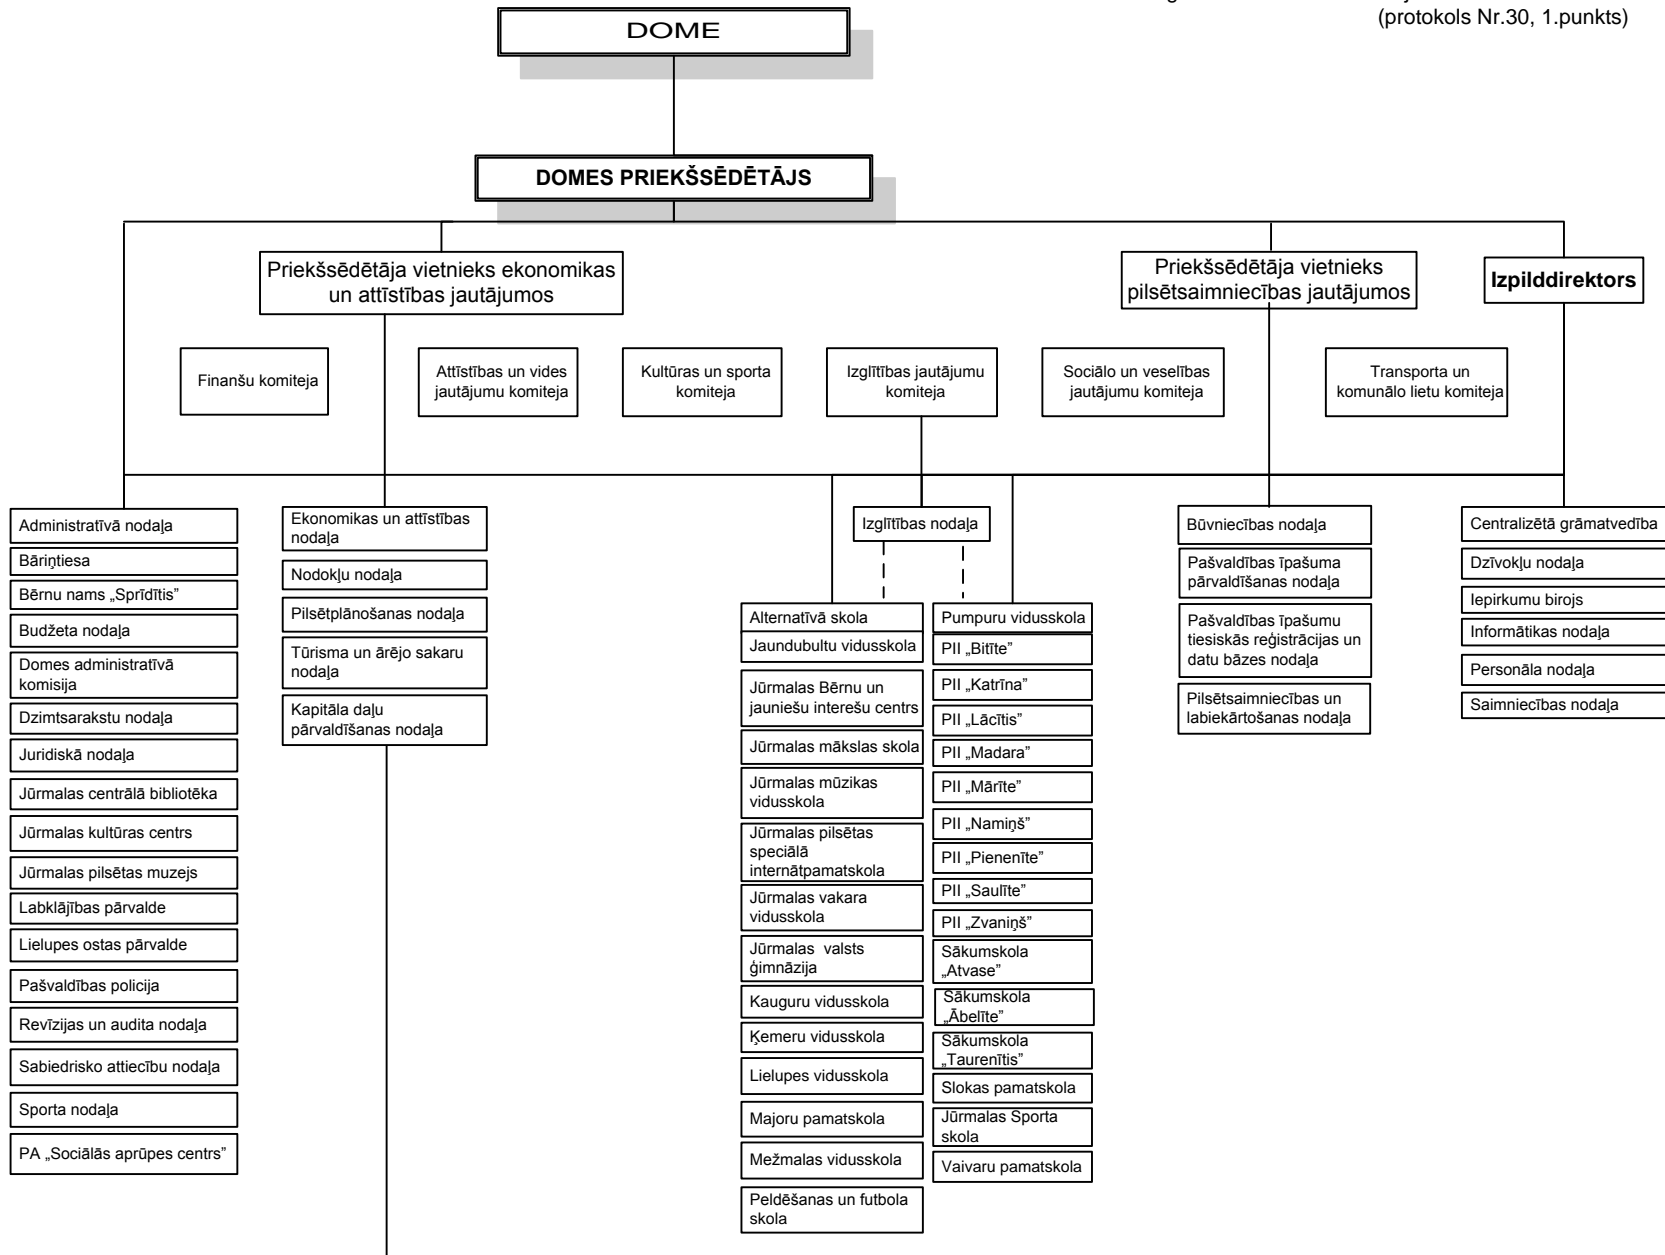 (protokols Nr.30, 1.punkts)
DOME
DOMES PRIEKŠSĒDĒTĀJS
Priekšsēdētāja vietnieks ekonomikas
un attīstības jautājumos
Priekšsēdētāja vietnieks
pilsētsaimniecības jautājumos
Izpilddirektors
Finanšu komiteja
Attīstības un vides
jautājumu komiteja
Kultūras un sporta
komiteja
Izglītības jautājumu
komiteja
Sociālo un veselības
jautājumu komiteja
Transporta un
komunālo lietu komiteja
Administratīvā nodaļa
Bāriņtiesa
Bērnu nams „Sprīdītis”
Budžeta nodaļa
Domes administratīvā
komisija
Dzimtsarakstu nodaļa
Juridiskā nodaļa
Jūrmalas centrālā bibliotēka
Jūrmalas kultūras centrs
Jūrmalas pilsētas muzejs
Labklājības pārvalde
Lielupes ostas pārvalde
Pašvaldības policija
Revīzijas un audita nodaļa
Sabiedrisko attiecību nodaļa
Sporta nodaļa
PA „Sociālās aprūpes centrs”
Ekonomikas un attīstības
nodaļa
Nodokļu nodaļa
Pilsētplānošanas nodaļa
Tūrisma un ārējo sakaru
nodaļa
Kapitāla daļu
pārvaldīšanas nodaļa
Izglītības nodaļa
Alternatīvā skola
Jaundubultu vidusskola
Jūrmalas Bērnu un
jauniešu interešu centrs
Jūrmalas mākslas skola
Jūrmalas mūzikas
vidusskola
Jūrmalas pilsētas
speciālā
internātpamatskola
Jūrmalas vakara
vidusskola
Jūrmalas valsts
ģimnāzija
Kauguru vidusskola
Ķemeru vidusskola
Lielupes vidusskola
Majoru pamatskola
Mežmalas vidusskola
Peldēšanas un futbola
skola
Pumpuru vidusskola
PII „Bitīte”
PII „Katrīna”
PII „Lācītis”
PII „Madara”
PII „Mārīte”
PII „Namiņš”
PII „Pienenīte”
PII „Saulīte”
PII „Zvaniņš”
Sākumskola
„Atvase”
Sākumskola
„Ābelīte”
Sākumskola
„Taurenītis”
Slokas pamatskola
Jūrmalas Sporta
skola
Vaivaru pamatskola
Būvniecības nodaļa
Pašvaldības īpašuma
pārvaldīšanas nodaļa
Pašvaldības īpašumu
tiesiskās reģistrācijas un
datu bāzes nodaļa
Pilsētsaimniecības un
labiekārtošanas nodaļa
Centralizētā grāmatvedība
Dzīvokļu nodaļa
Iepirkumu birojs
Informātikas nodaļa
Personāla nodaļa
Saimniecības nodaļa